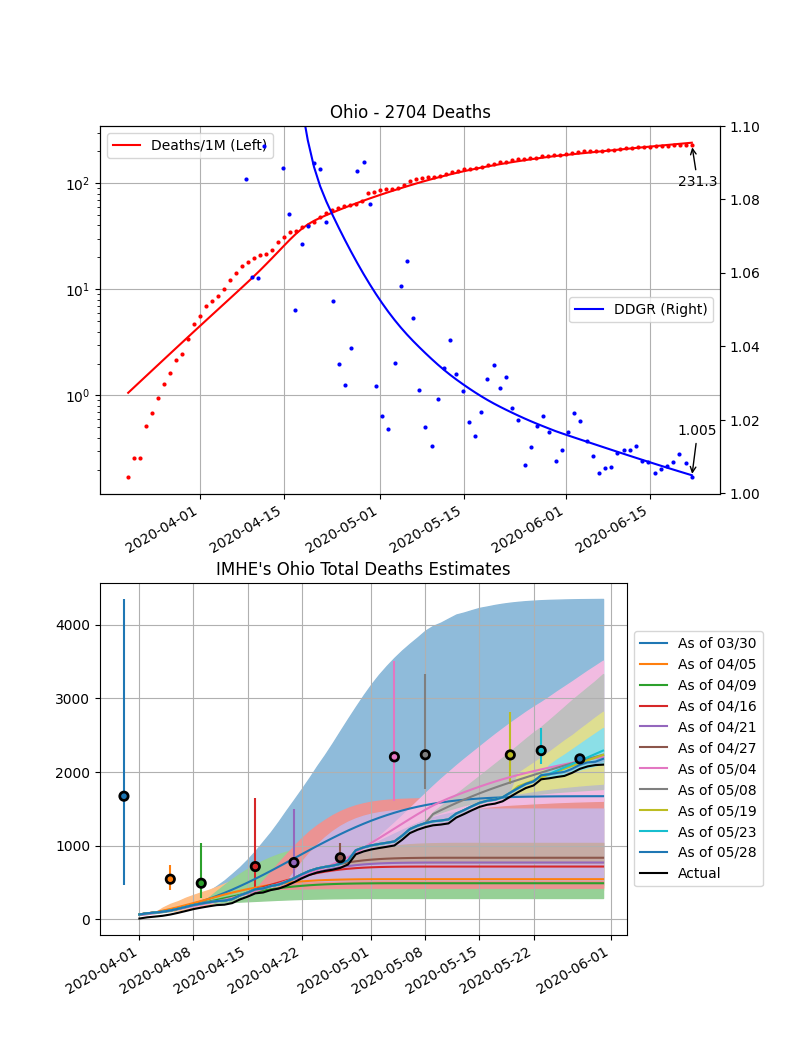 Ohio - 2704 Deaths
Deaths/1M (Left)
DDGR (Right)
231.3
1.005
10²
10¹
10⁰
1.10
1.08
1.06
1.04
1.02
1.00
2020-04-01
2020-04-15
2020-05-01
2020-05-15
2020-06-01
2020-06-15
IMHE's Ohio Total Deaths Estimates
4000
3000
2000
1000
0
2020-04-01
2020-04-08
2020-04-15
2020-04-22
2020-05-01
2020-05-08
2020-05-15
2020-05-22
2020-06-01
As of 03/30
As of 04/05
As of 04/09
As of 04/16
As of 04/21
As of 04/27
As of 05/04
As of 05/08
As of 05/19
As of 05/23
As of 05/28
Actual